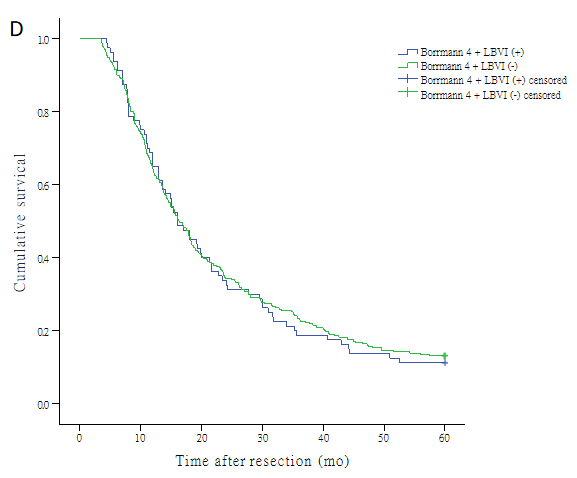 D
Borrmann 4 + LBVI (+)
Borrmann 4 + LBVI (-)
Borrmann 4 + LBVI (+) censored
Borrmann 4 + LBVI (-) censored
1.0
0.8
0.6
0.4
0.2
0.0
Cumulative survical
0 10 20 30 40 50 60
Time after resection (mo)